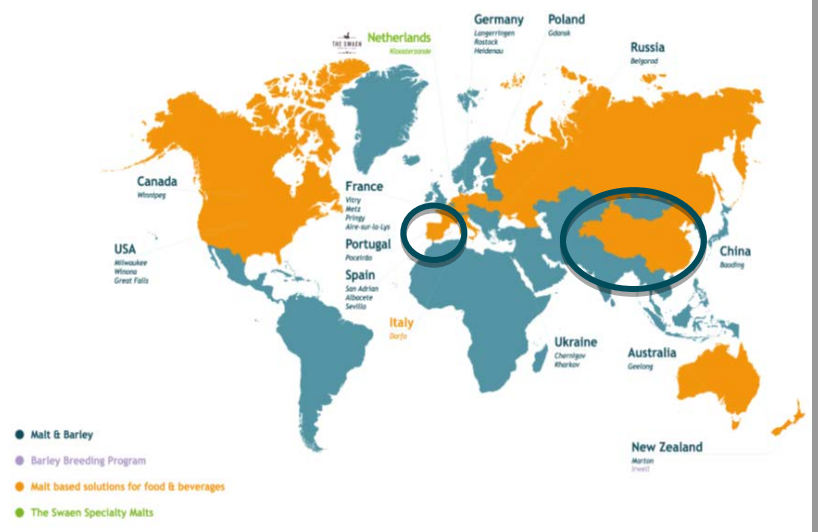 Germany
Langerringen
Rostock
Heidenau
Poland
Gdansk
Russia
Belgorod
THE SWAEN
Netherlands
Kloosterzande
Canada
Winnipeg
USA
Milwaukee
Winona
Great Falls
France
Vitry
Metz
Pringy
Aire-sur-la-Lys
Portugal
Poceirão
Spain
San Adrian
Albacete
Sevilla
Italy
Ukraine
Chernigov
Kharkov
China
Baoding
Australia
Geelong
New Zealand
Marton
Irwell
Malt & Barley
Barley Breeding Program
Malt based solutions for food & beverages
The Swaen Specialty Malts